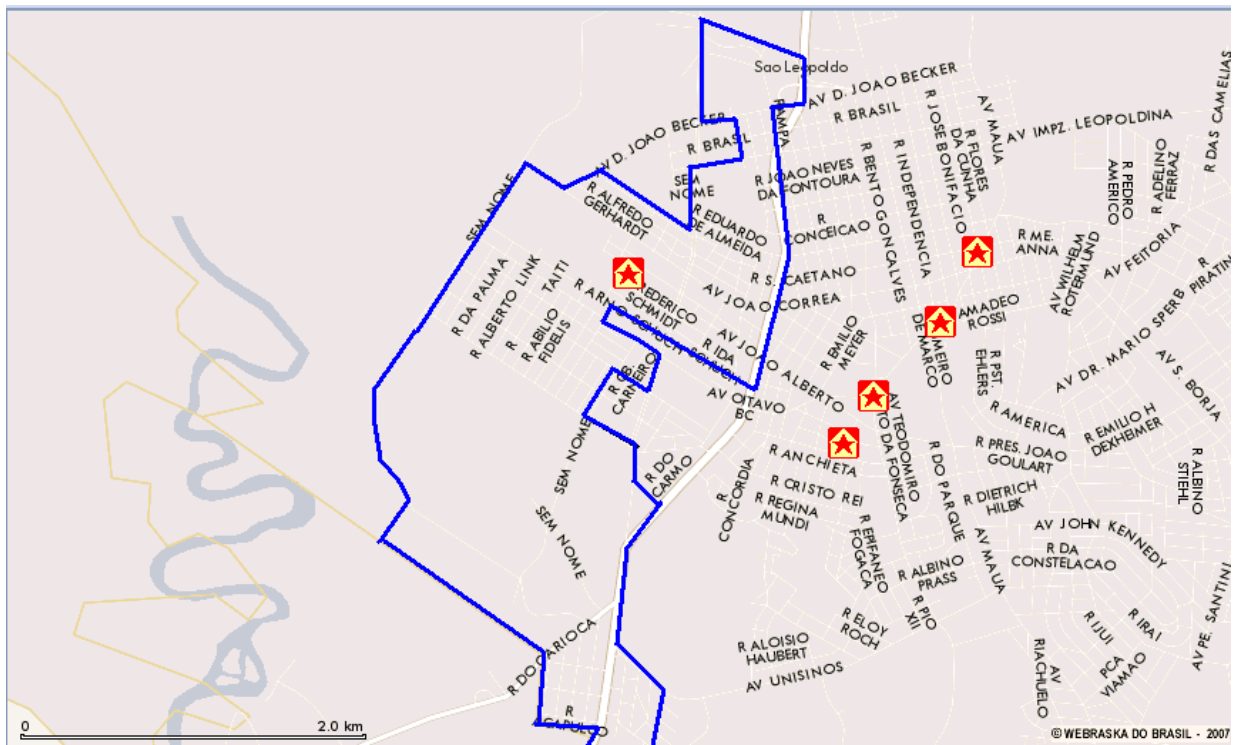 Sao Leopoldo
AV D. JOAO BECKER
R BRASIL
R JOSE BONIFACIO
R FLORES
DA CUNHA
AV MAUA
AV IMPZ. LEOPOLDINA
R DAS CAMELIAS
R PEDRO
AMERICO
R ADELINO
FERRAZ
AV D. JOAO BECKER
R BRASIL
SEM
NOME
R JOAO NEVES
DA FONTOURA
R BENTO GONCALVES
R INDEPENDENCIA
SEM NOME
R ALFREDO
GERHARDT
R EDUARDO
DE ALMEIDA
R
CONCEICAO
R ME.
ANNA
AV WILHELM
ROTERMUND
AV FEITORIA
R
PIRATIN
R S. CAETANO
AV JOAO CORREA
R DA PALMA
R ALBERTO LINK
TAITI
R
R ABILIO
FIDELIS
SCHMIDT
R ARNO SCHUCH SCHUCH
R IDA
AV JOAO ALBERTO
R EMILIO
MEYER
DEMARCO
AMADEO
ROSSI
R PST.
EHLERS
AV DR. MARIO SPERB
AV S. BORJA
R GB
CARNEIRO
AV OITAVO
BC
R AMERICA
R EMILIO H
DEXHEIMER
R PRES. JOAO
GOULART
R ALBINO
STIEHL
SEM NOME
R DO
CARMO
R
CONCORDIA
R ANCHIETA
R CRISTO REI
R REGINA
MUNDI
AV TEODOMIRO
TO DA FONSECA
R DO PARQUE
R DIETRICH
HILBK
SEM NOME
R EPIFANEO
FOGACA
AV MAUA
AV JOHN KENNEDY
R DA
CONSTELACAO
R ALBINO
PRASS
R PIO
XII
R ELOY
ROCH
R ALOISIO
HAUBERT
AV UNISINOS
R IJUI
R IRAI
PCA
VIAMAO
AV PE. SANTINI
AV
RIACHUELO
R DO CARIOCA
R
ACAPULCO
0 2.0 km
© WEBRASKA DO BRASIL - 2007